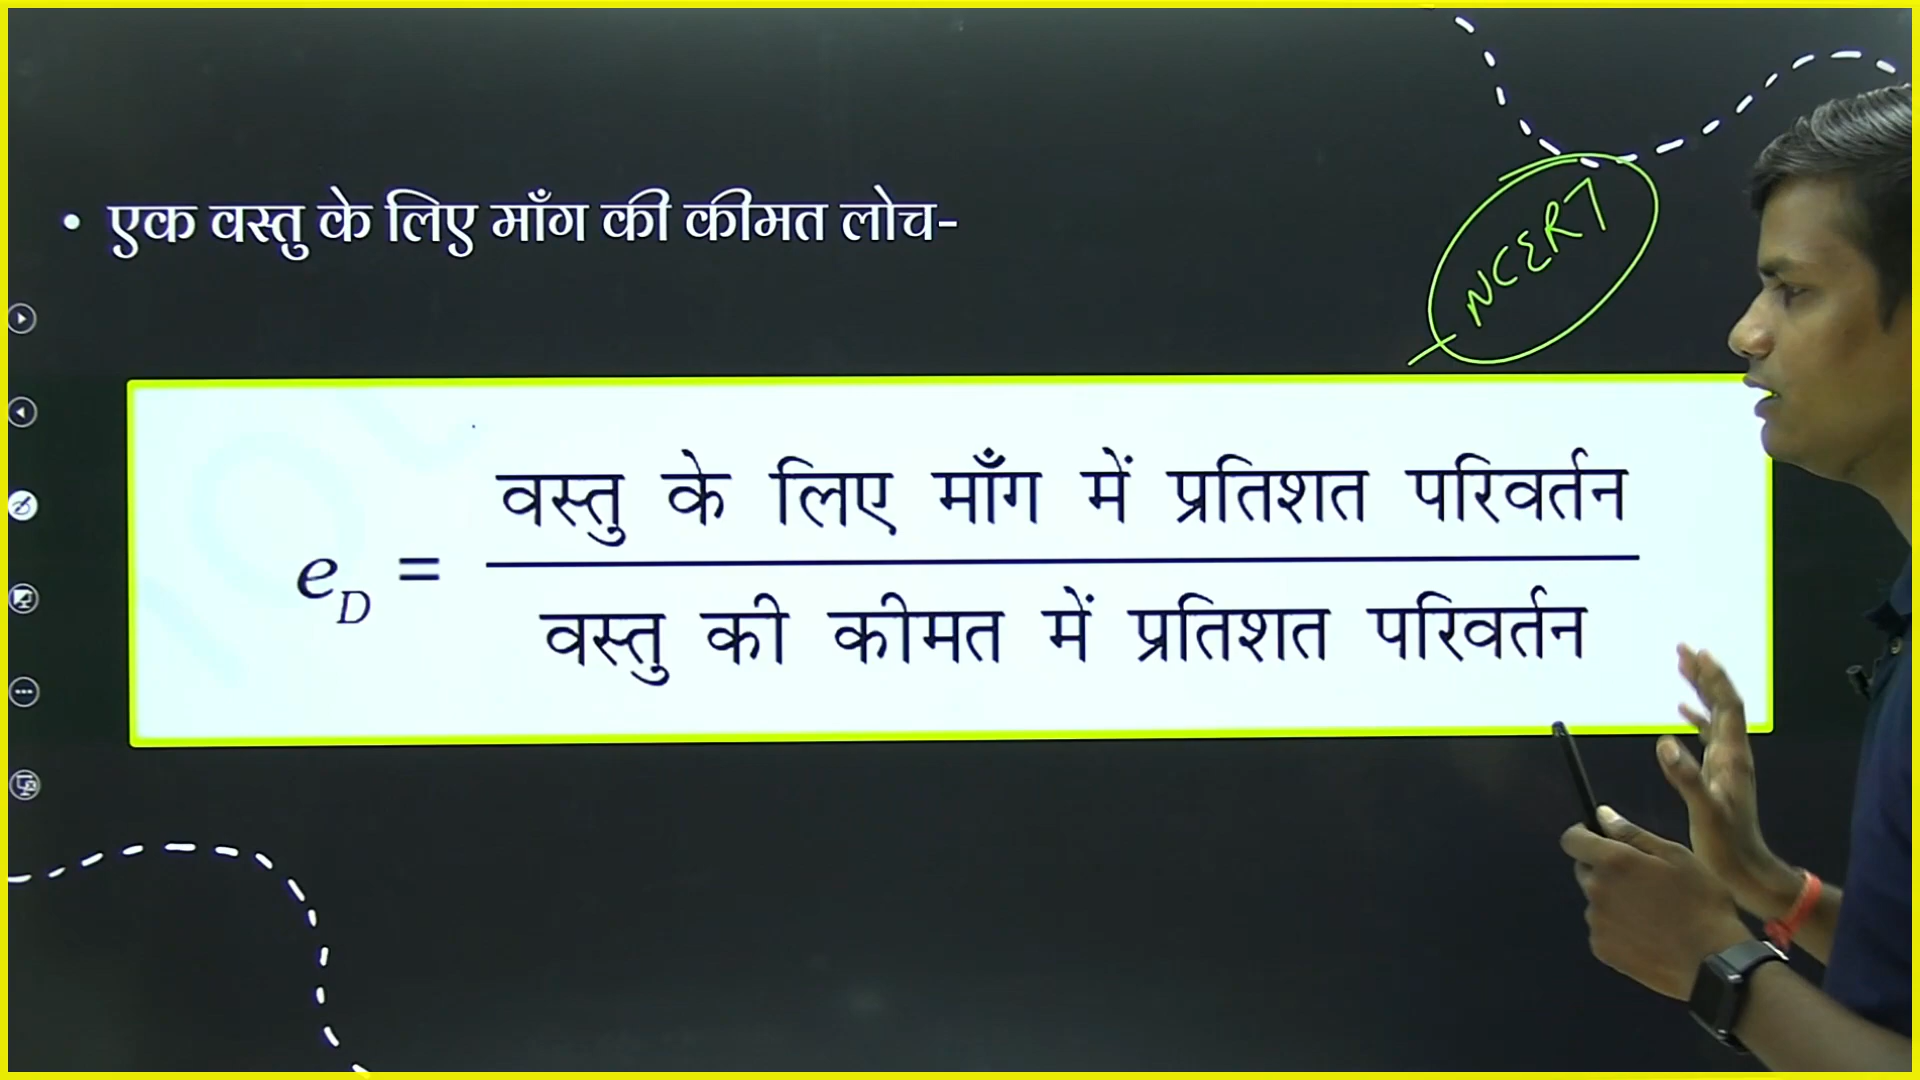 • एक वस्तु के लिए माँग की कीमत लोच-
NCERT
e_D = वस्तु के लिए माँग में प्रतिशत परिवर्तन
वस्तु की कीमत में प्रतिशत परिवर्तन